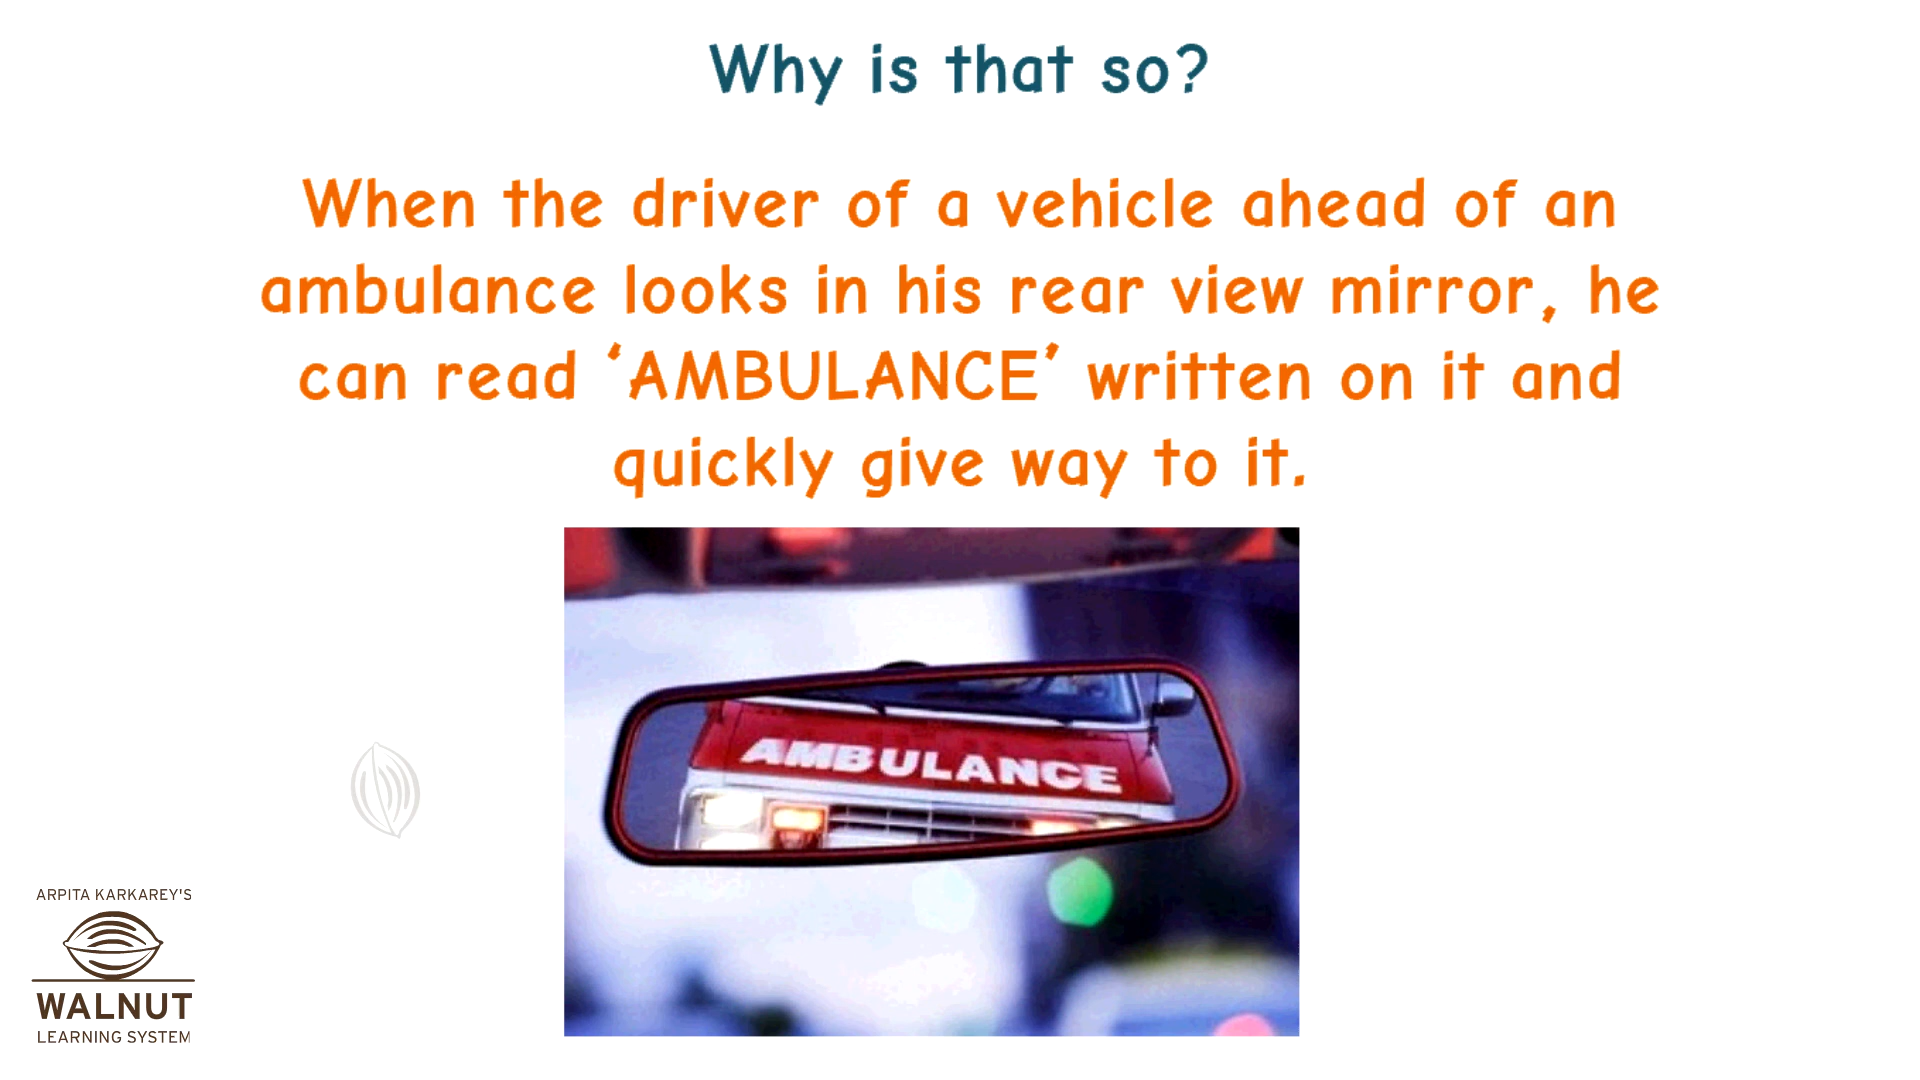 Why is that so?
When the driver of a vehicle ahead of an
ambulance looks in his rear view mirror, he
can read ‘AMBULANCE’ written on it and
quickly give way to it.
AMBULANCE
ARPITA KARKAREY'S
WALNUT
LEARNING SYSTEM